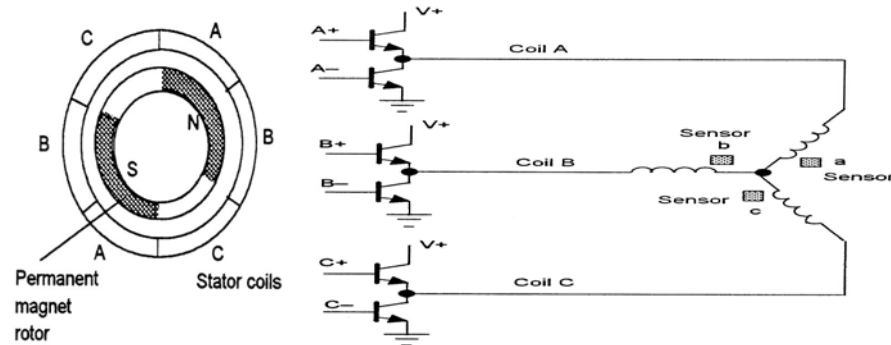 C
A
B
N
B
S
A
C
Permanent
magnet
rotor
Stator coils
V+
A+
Coil A
A–
V+
B+
Coil B
B–
Sensor
b
a
Sensor
Sensor
c
V+
C+
Coil C
C–